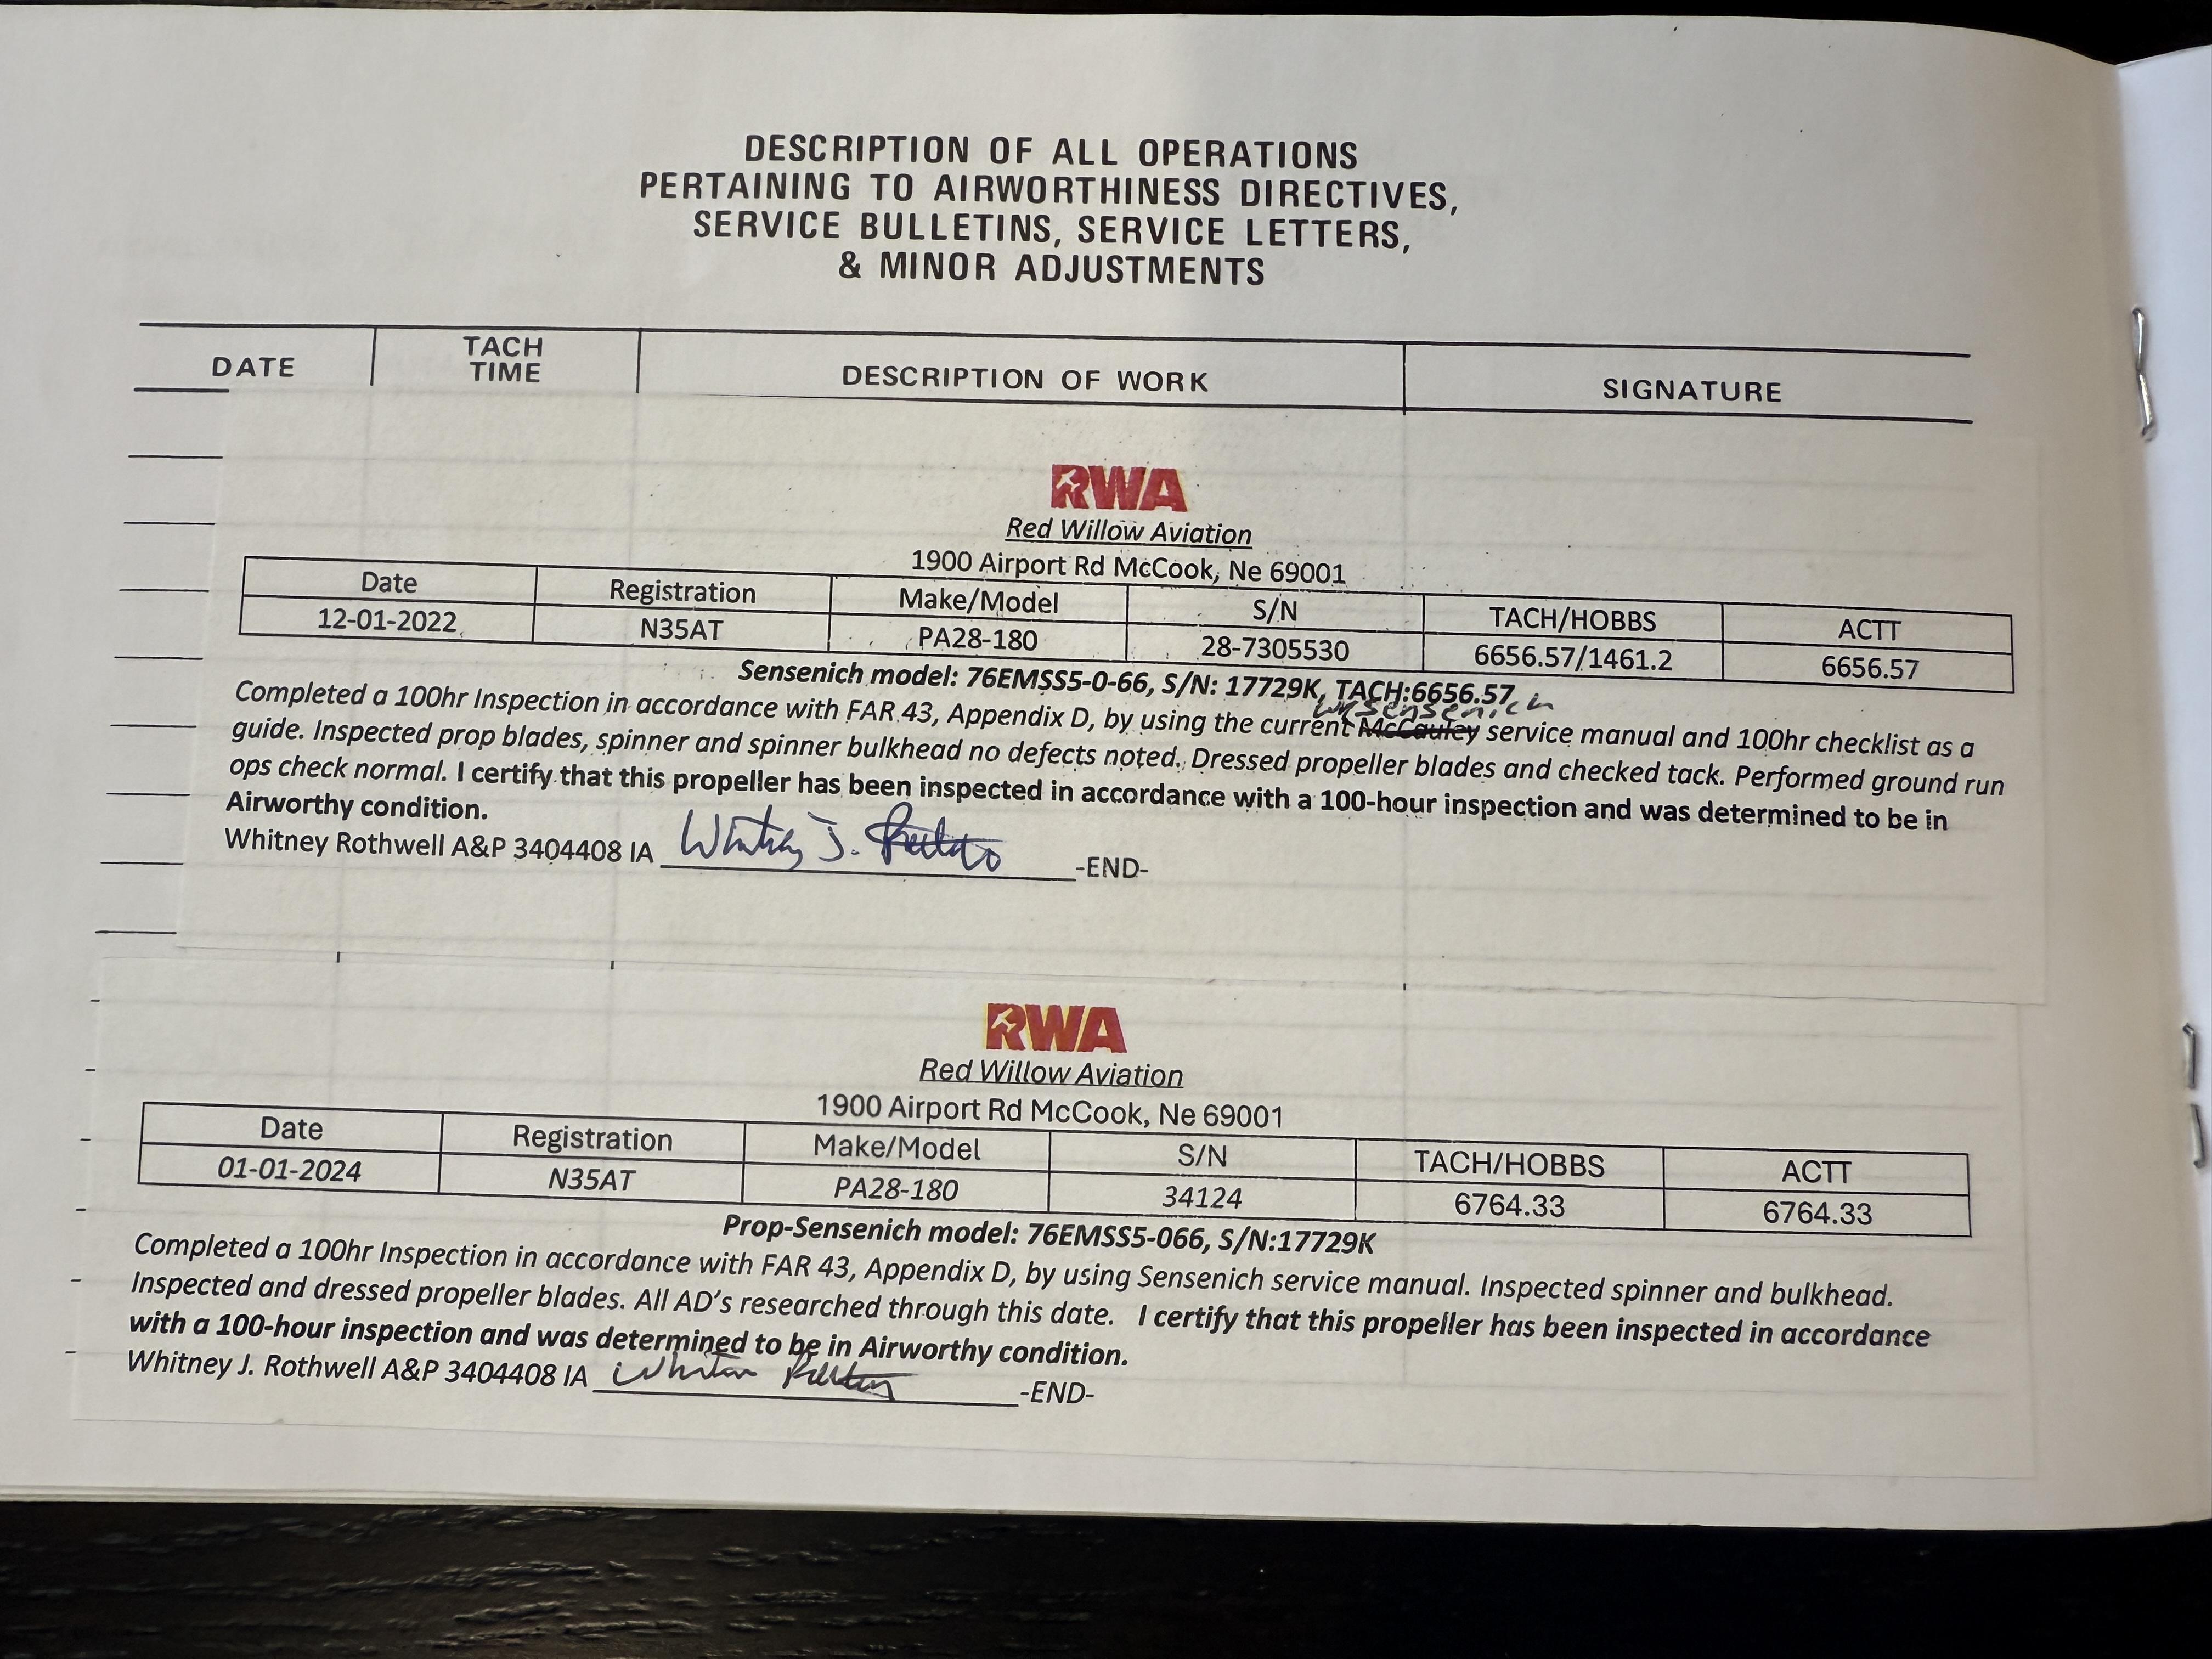 DESCRIPTION OF ALL OPERATIONS
PERTAINING TO AIRWORTHINESS DIRECTIVES,
SERVICE BULLETINS, SERVICE LETTERS,
& MINOR ADJUSTMENTS
DATE TACH TIME DESCRIPTION OF WORK SIGNATURE
RWA
Red Willow Aviation
1900 Airport Rd McCook, Ne 69001
Date Registration Make/Model S/N TACH/HOBBS ACTT
12-01-2022 N35AT PA28-180 28-7305530 6656.57/1461.2 6656.57
Sensenich model: 76EMSS5-0-66, S/N: 17729K, TACH:6656.57
sensenich
Completed a 100hr Inspection in accordance with FAR 43, Appendix D, by using the current McCauley service manual and 100hr checklist as a
guide. Inspected prop blades, spinner and spinner bulkhead no defects noted. Dressed propeller blades and checked tack. Performed ground run
ops check normal. I certify that this propeller has been inspected in accordance with a 100-hour inspection and was determined to be in
Airworthy condition.
Whitney Rothwell A&P 3404408 IA Whitney J. -END-
RWA
Red Willow Aviation
1900 Airport Rd McCook, Ne 69001
Date Registration Make/Model S/N TACH/HOBBS ACTT
01-01-2024 N35AT PA28-180 34124 6764.33 6764.33
Prop-Sensenich model: 76EMSS5-066, S/N:17729K
Completed a 100hr Inspection in accordance with FAR 43, Appendix D, by using Sensenich service manual. Inspected spinner and bulkhead.
Inspected and dressed propeller blades. All AD's researched through this date. I certify that this propeller has been inspected in accordance
with a 100-hour inspection and was determined to be in Airworthy condition.
Whitney J. Rothwell A&P 3404408 IA -END-